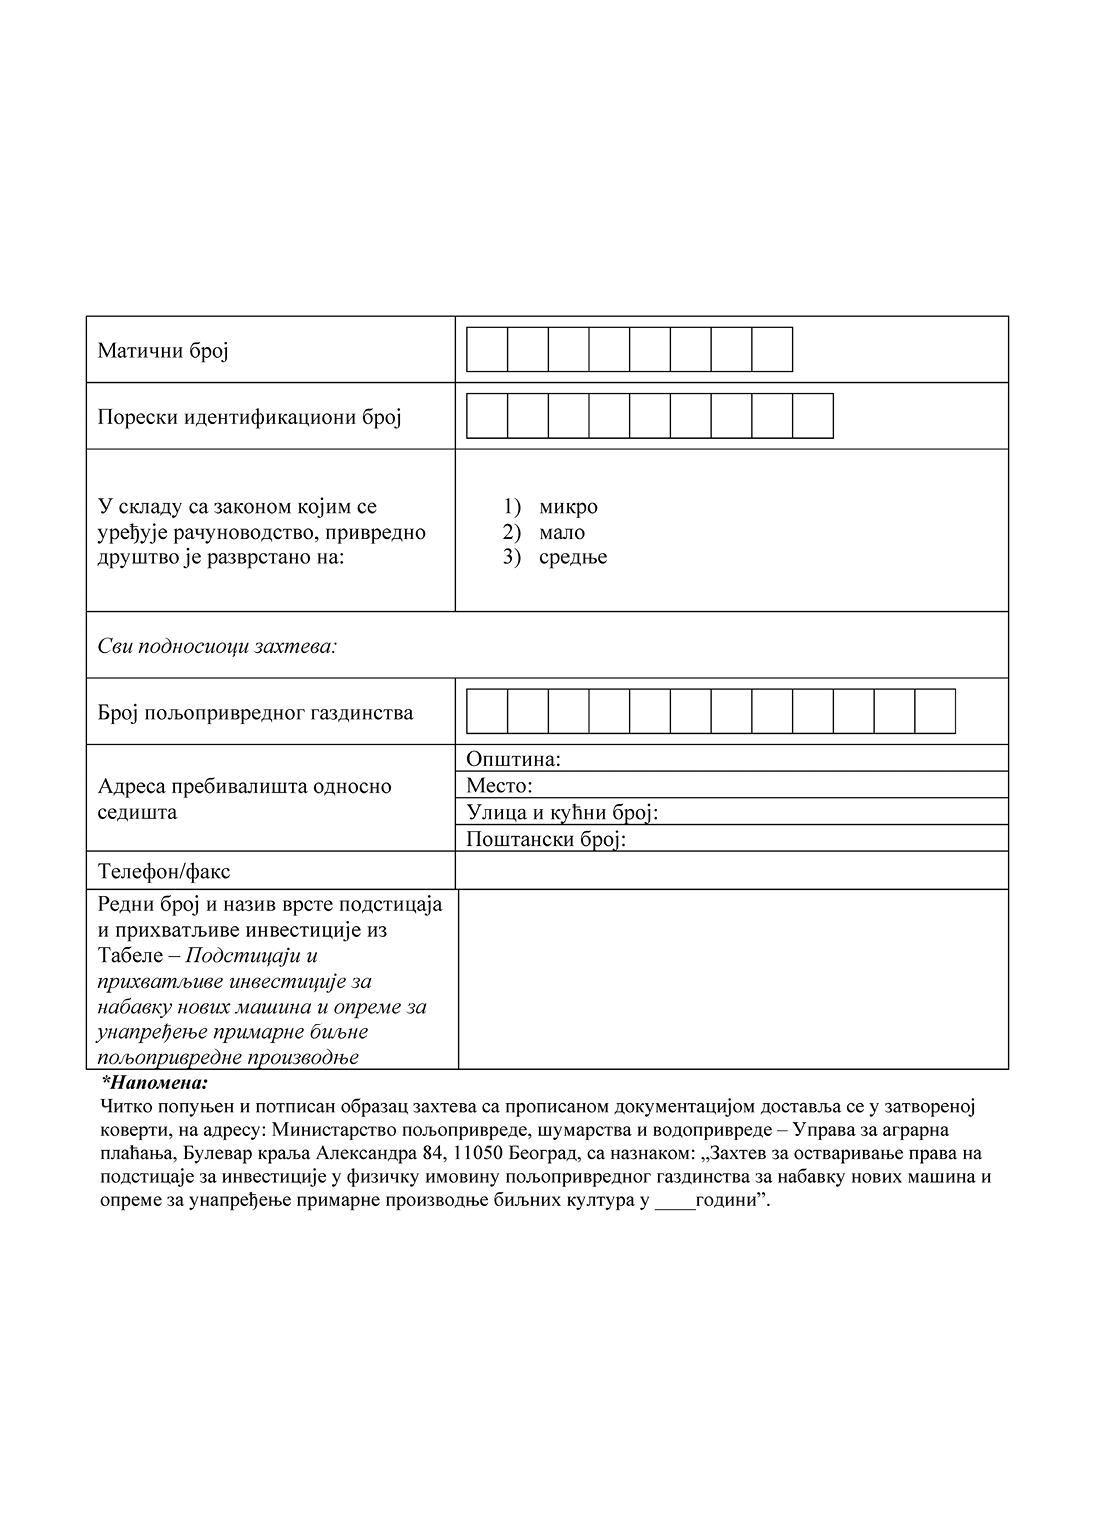 Матични број
Порески идентификациони број
У складу са законом којим се
уређује рачуноводство, привредно
друштво је разврстано на:
1) микро
2) мало
3) средње
Сви подносиоци захтева:
Број пољопривредног газдинства
Адреса пребивалишта односно
седишта
Општина:
Место:
Улица и кућни број:
Поштански број:
Телефон/факс
Редни број и назив врсте подстицаја
и прихватљиве инвестиције из
Табеле – Подстицаји и
прихватљиве инвестиције за
набавку нових машина и опреме за
унапређење примарне биљне
пољопривредне производње
*Напомена:
Читко попуњен и потписан образац захтева са прописаном документацијом доставља се у затвореној
коверти, на адресу: Министарство пољопривреде, шумарства и водопривреде – Управа за аграрна
плаћања, Булевар краља Александра 84, 11050 Београд, са назнаком: „Захтев за остваривање права на
подстицаје за инвестиције у физичку имовину пољопривредног газдинства за набавку нових машина и
опреме за унапређење примарне производње биљних култура у ____години”.